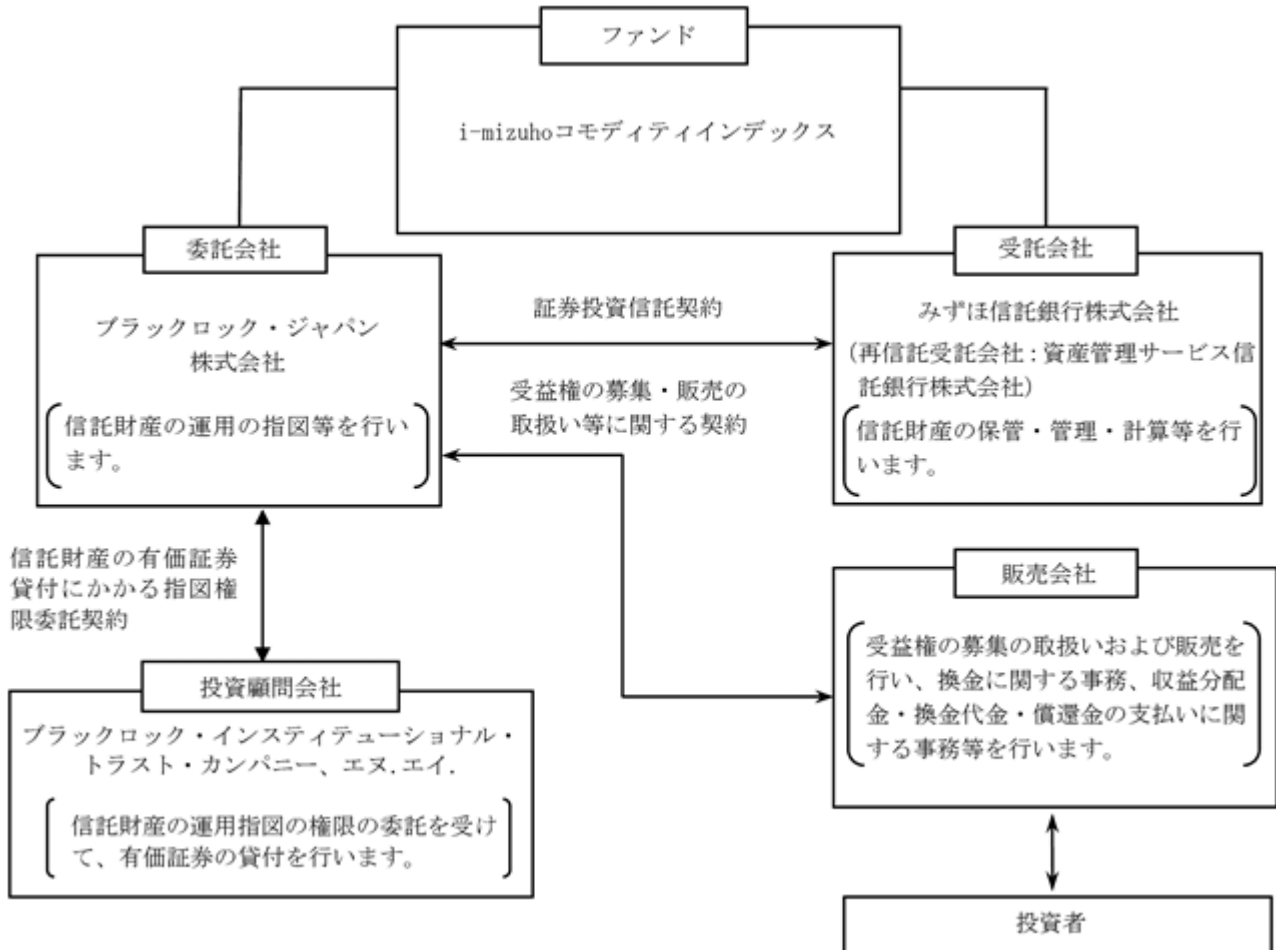 ファンド
i-mizuhoコモディティインデックス
委託会社
ブラックロック・ジャパン
株式会社
信託財産の運用の指図等を行い
ます。
証券投資信託契約
受益権の募集・販売の
取扱い等に関する契約
受託会社
みずほ信託銀行株式会社
(再信託受託会社：資産管理サービス信
託銀行株式会社)
信託財産の保管・管理・計算等を行
います。
信託財産の有価証券
貸付にかかる指図権
限委託契約
投資顧問会社
ブラックロック・インスティテューショナル・
トラスト・カンパニー、エヌ.エイ.
信託財産の運用指図の権限の委託を受け
て、有価証券の貸付を行います。
販売会社
受益権の募集の取扱いおよび販売を
行い、換金に関する事務、収益分配
金・換金代金・償還金の支払いに関
する事務等を行います。
投資者